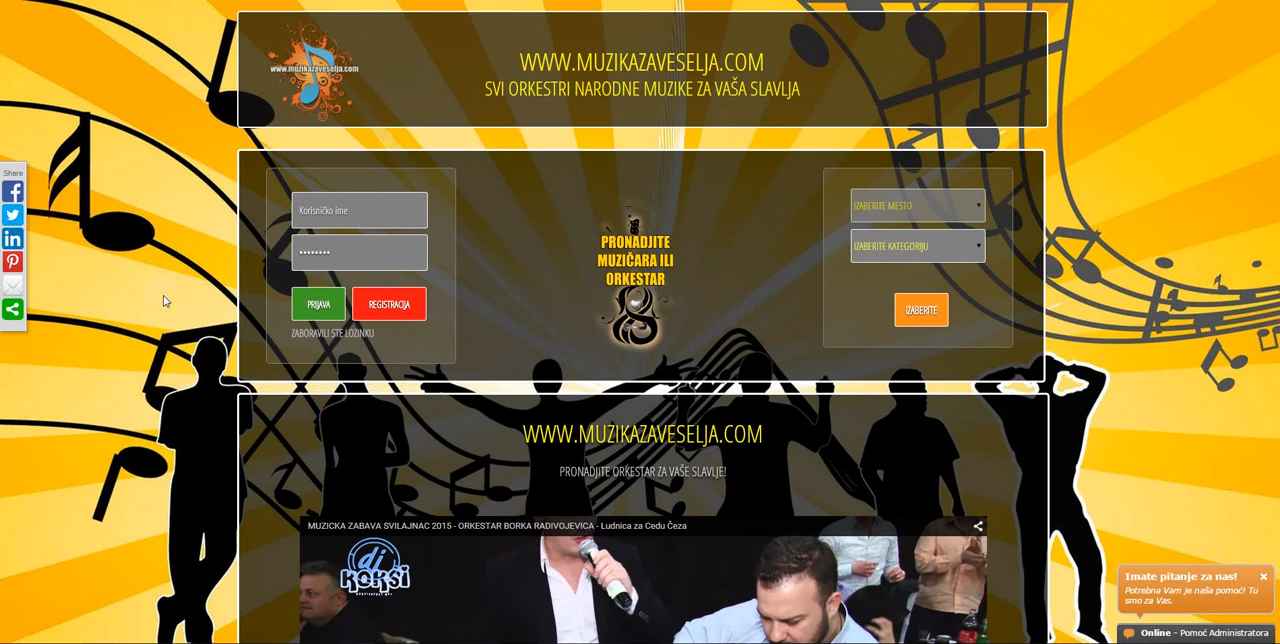 www.muzikazaveselja.com
WWW.MUZIKAZAVESELJA.COM
SVI ORKESTRI NARODNE MUZIKE ZA VAŠA SLAVLJA
Share
Korisničko ime
••••••••
PRIJAVA
REGISTRACIJA
ZABORAVILI STE LOZINKU
PRONADJITE
MUZIČARA ILI
ORKESTAR
IZABERITE MESTO
IZABERITE KATEGORIJU
IZABERITE
WWW.MUZIKAZAVESELJA.COM
PRONADJITE ORKESTAR ZA VAŠE SLAVLJE!
MUZICKA ZABAVA SVILAJNAC 2015 - ORKESTAR BORKA RADIVOJEVICA - Ludnica za Cedu Čeza
dj
KOKŠI
Imate pitanje za nas!
Potrebna Vam je naša pomoć! Tu
smo za Vas.
Online - Pomoć Administratora